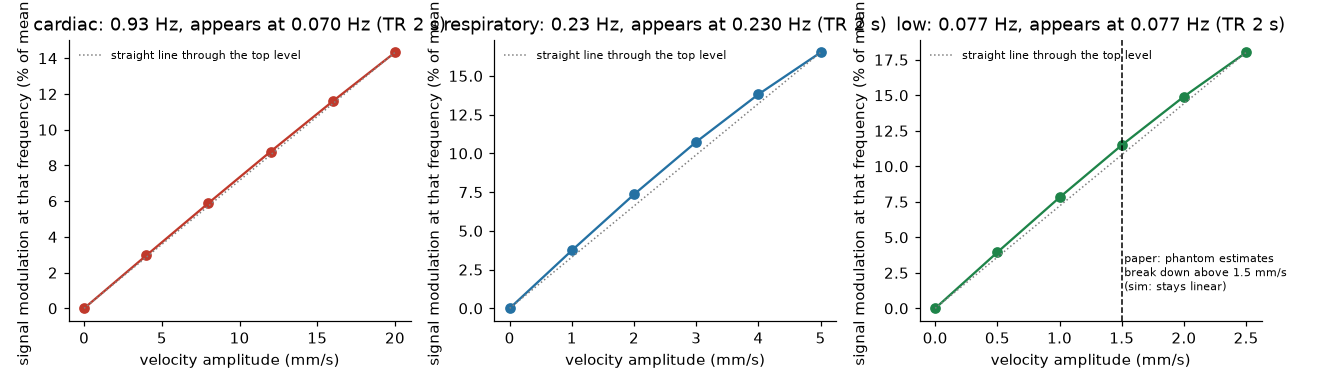 cardiac: 0.93 Hz, appears at 0.070 Hz (TR 2 s)
signal modulation at that frequency (% of mean
14
12
10
8
6
4
2
0
straight line through the top level
0 5 10 15 20
velocity amplitude (mm/s)
respiratory: 0.23 Hz, appears at 0.230 Hz (TR 2 s)
signal modulation at that frequency (% of mean
15.0
12.5
10.0
7.5
5.0
2.5
0.0
straight line through the top level
0 1 2 3 4 5
velocity amplitude (mm/s)
low: 0.077 Hz, appears at 0.077 Hz (TR 2 s)
signal modulation at that frequency (% of mean
17.5
15.0
12.5
10.0
7.5
5.0
2.5
0.0
straight line through the top level
paper: phantom estimates
break down above 1.5 mm/s
(sim: stays linear)
0.0 0.5 1.0 1.5 2.0 2.5
velocity amplitude (mm/s)